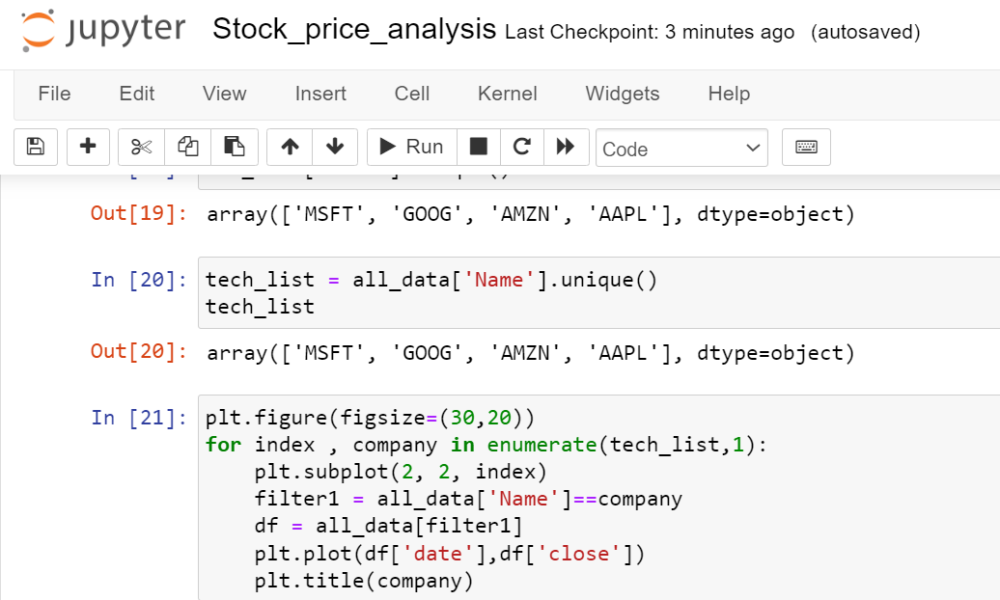 jupyter Stock_price_analysis Last Checkpoint: 3 minutes ago (autosaved)
File Edit View Insert Cell Kernel Widgets Help
Run Code
Out[19]: array(['MSFT', 'GOOG', 'AMZN', 'AAPL'], dtype=object)
In [20]: tech_list = all_data['Name'].unique()
tech_list
Out[20]: array(['MSFT', 'GOOG', 'AMZN', 'AAPL'], dtype=object)
In [21]: plt.figure(figsize=(30,20))
for index , company in enumerate(tech_list,1):
    plt.subplot(2, 2, index)
    filter1 = all_data['Name']==company
    df = all_data[filter1]
    plt.plot(df['date'],df['close'])
    plt.title(company)